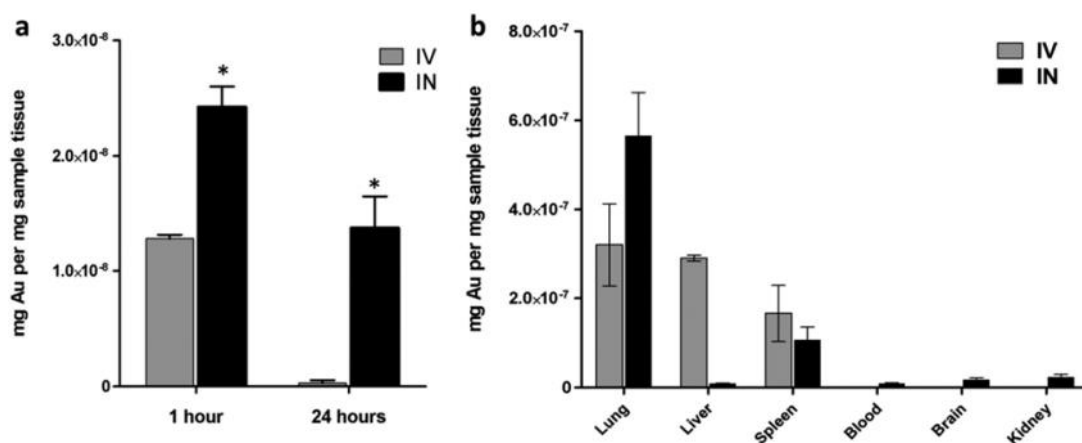 a
mg Au per mg sample tissue
3.0×10⁻⁸
2.0×10⁻⁸
1.0×10⁻⁸
0
IV
IN
*
*
1 hour
24 hours
b
mg Au per mg sample tissue
8.0×10⁻⁷
6.0×10⁻⁷
4.0×10⁻⁷
2.0×10⁻⁷
0
IV
IN
Lung
Liver
Spleen
Blood
Brain
Kidney